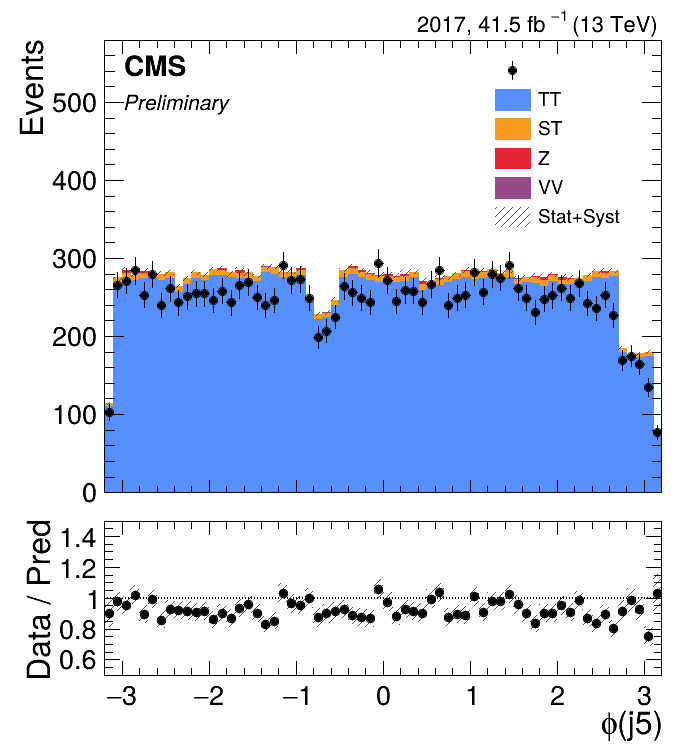 2017, 41.5 fb⁻¹ (13 TeV)
CMS
Preliminary
TT
ST
Z
VV
Stat+Syst
Events
500
400
300
200
100
0
Data / Pred
1.4
1.2
1
0.8
0.6
−3 −2 −1 0 1 2 3
ϕ(j5)